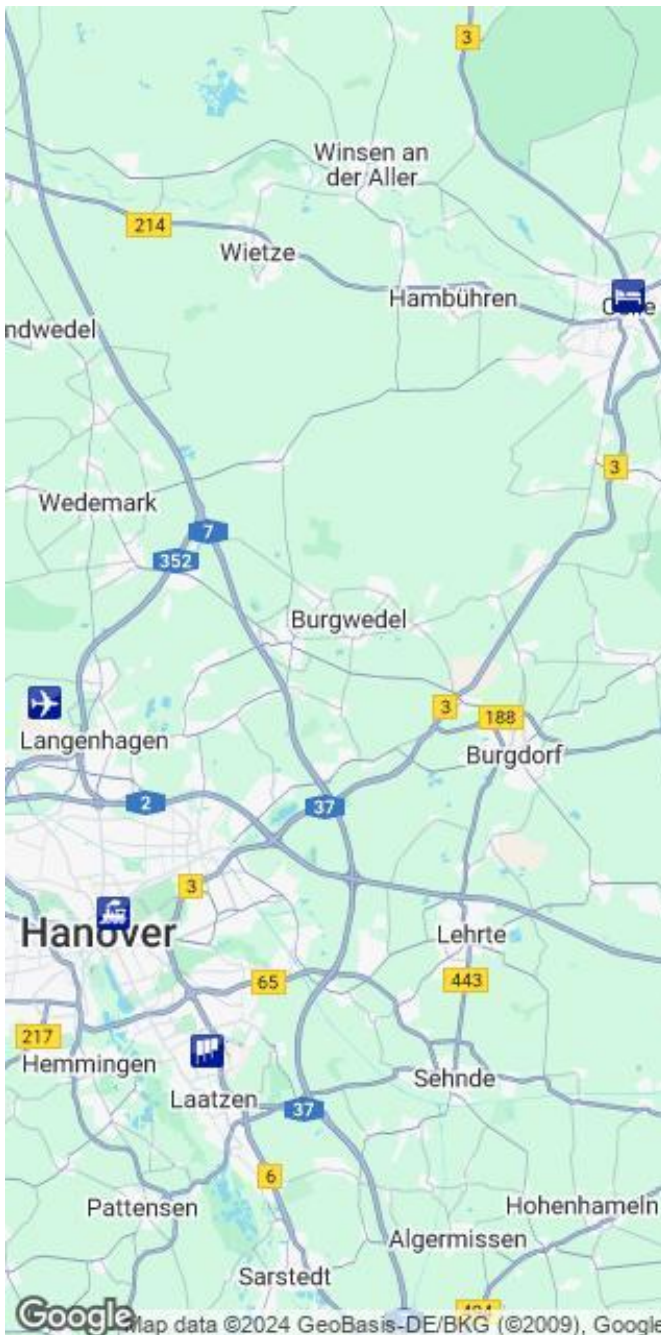 3
Winsen an
der Aller
214
Wietze
Hambühren
ndwedel
3
Wedemark
7
352
Burgwedel
3
188
Langenhagen
Burgdorf
2
37
3
Hanover
Lehrte
65
443
217
Hemmingen
Sehnde
Laatzen
37
6
Pattensen
Hohenhameln
Algermissen
Sarstedt
Google
Map data ©2024 GeoBasis-DE/BKG (©2009), Google